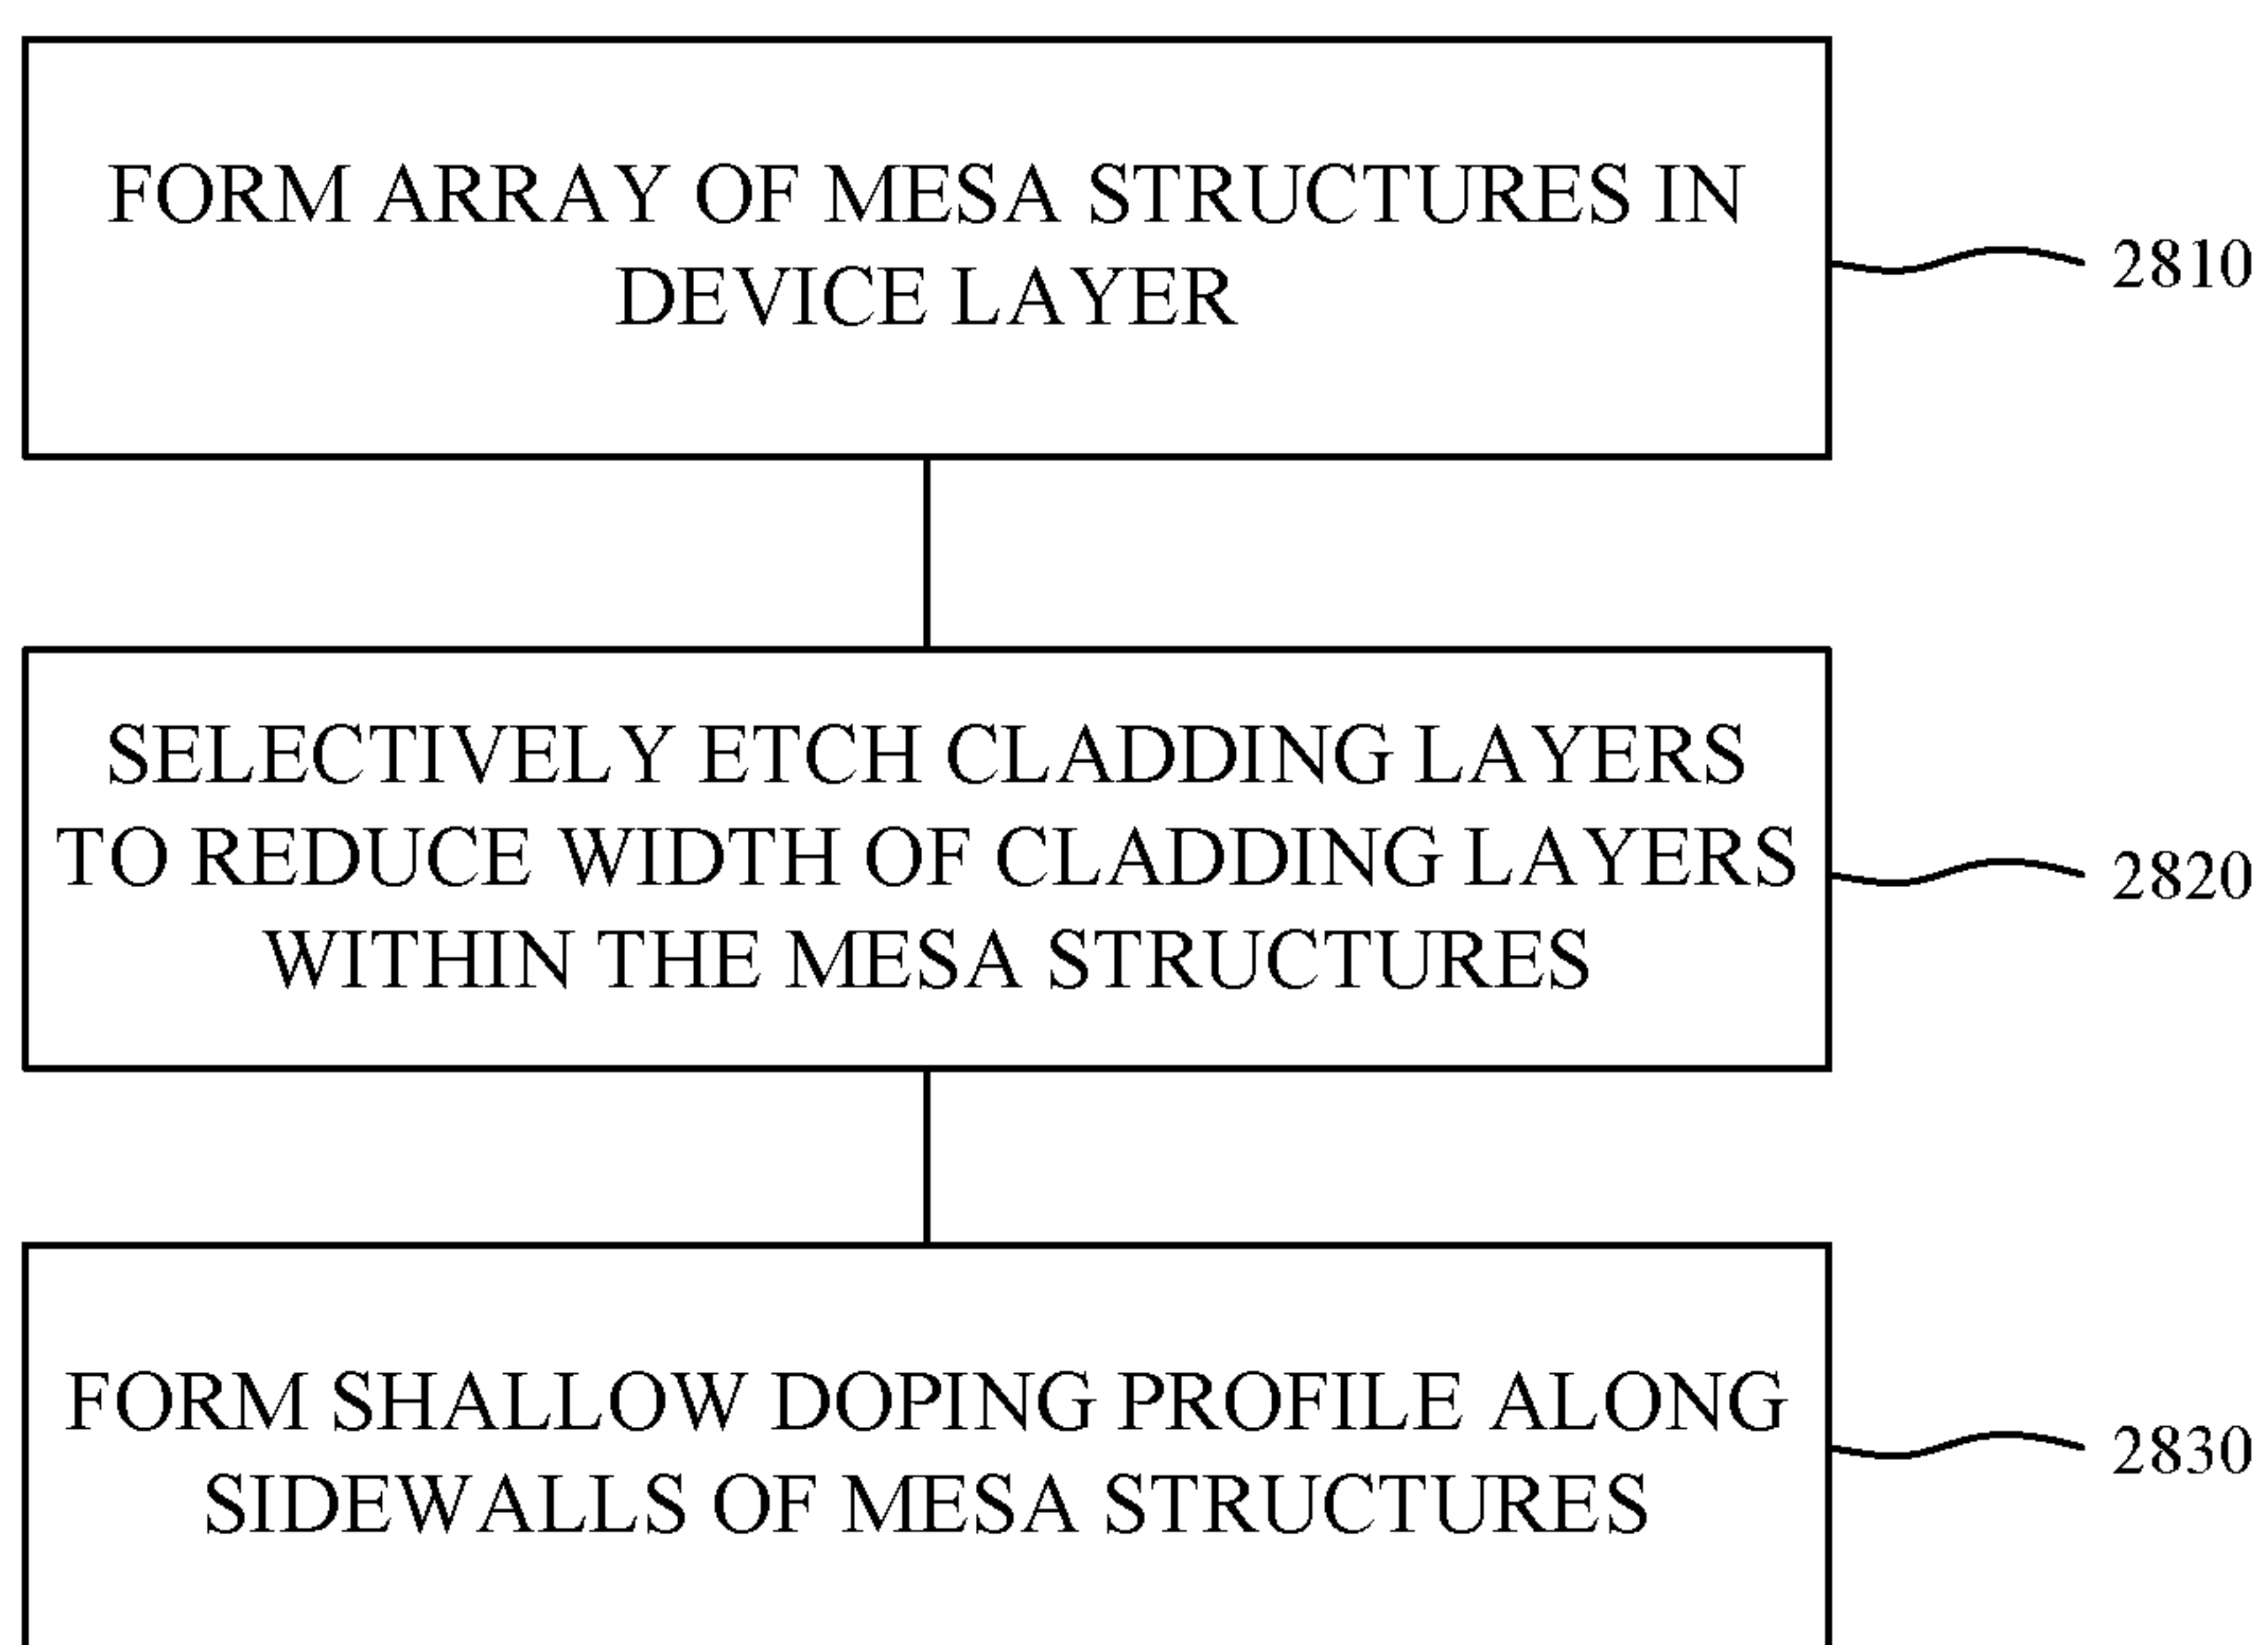 FORM ARRAY OF MESA STRUCTURES IN
DEVICE LAYER
2810
SELECTIVELY ETCH CLADDING LAYERS
TO REDUCE WIDTH OF CLADDING LAYERS
WITHIN THE MESA STRUCTURES
2820
FORM SHALLOW DOPING PROFILE ALONG
SIDEWALLS OF MESA STRUCTURES
2830